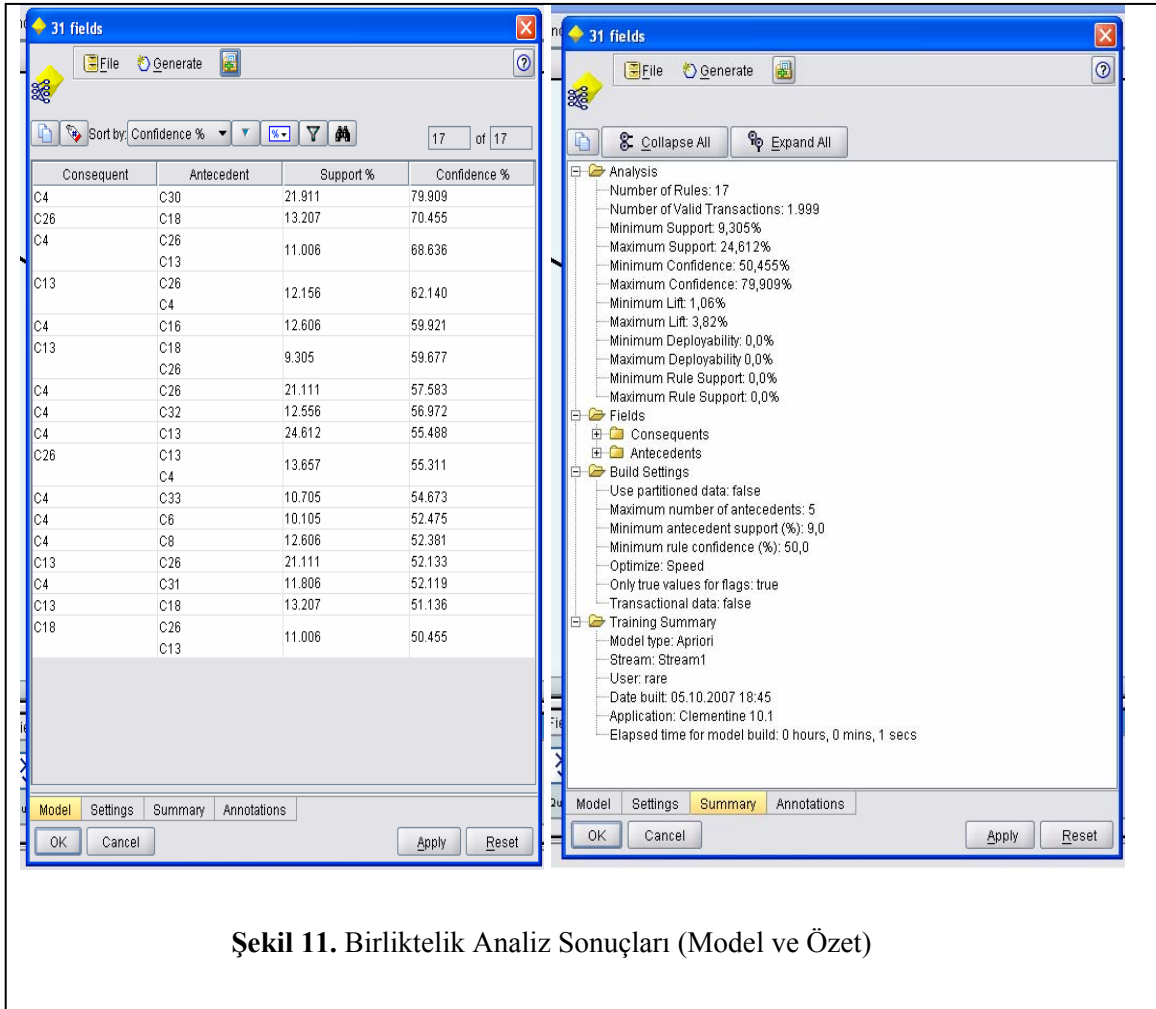 31 fields
File Generate
Sort by: Confidence % 17 of 17
Consequent Antecedent Support % Confidence %
C4 C30 21.911 79.909
C26 C18 13.207 70.455
C4 C26 11.006 68.636
C13
C13 C26 12.156 62.140
C4
C4 C16 12.606 59.921
C13 C18 9.305 59.677
C26
C4 C26 21.111 57.583
C4 C32 12.556 56.972
C4 C13 24.612 55.488
C26 C13 13.657 55.311
C4
C4 C33 10.705 54.673
C4 C6 10.105 52.475
C4 C8 12.606 52.381
C13 C26 21.111 52.133
C4 C31 11.806 52.119
C13 C18 13.207 51.136
C18 C26 11.006 50.455
C13
Model Settings Summary Annotations
OK Cancel Apply Reset
31 fields
File Generate
Collapse All Expand All
Analysis
Number of Rules: 17
Number of Valid Transactions: 1.999
Minimum Support: 9,305%
Maximum Support: 24,612%
Minimum Confidence: 50,455%
Maximum Confidence: 79,909%
Minimum Lift: 1,06%
Maximum Lift: 3,82%
Minimum Deployability: 0,0%
Maximum Deployability 0,0%
Minimum Rule Support: 0,0%
Maximum Rule Support: 0,0%
Fields
Consequents
Antecedents
Build Settings
Use partitioned data: false
Maximum number of antecedents: 5
Minimum antecedent support (%): 9,0
Minimum rule confidence (%): 50,0
Optimize: Speed
Only true values for flags: true
Transactional data: false
Training Summary
Model type: Apriori
Stream: Stream1
User: rare
Date built: 05.10.2007 18:45
Application: Clementine 10.1
Elapsed time for model build: 0 hours, 0 mins, 1 secs
Model Settings Summary Annotations
OK Cancel Apply Reset
Şekil 11. Birliktelik Analiz Sonuçları (Model ve Özet)